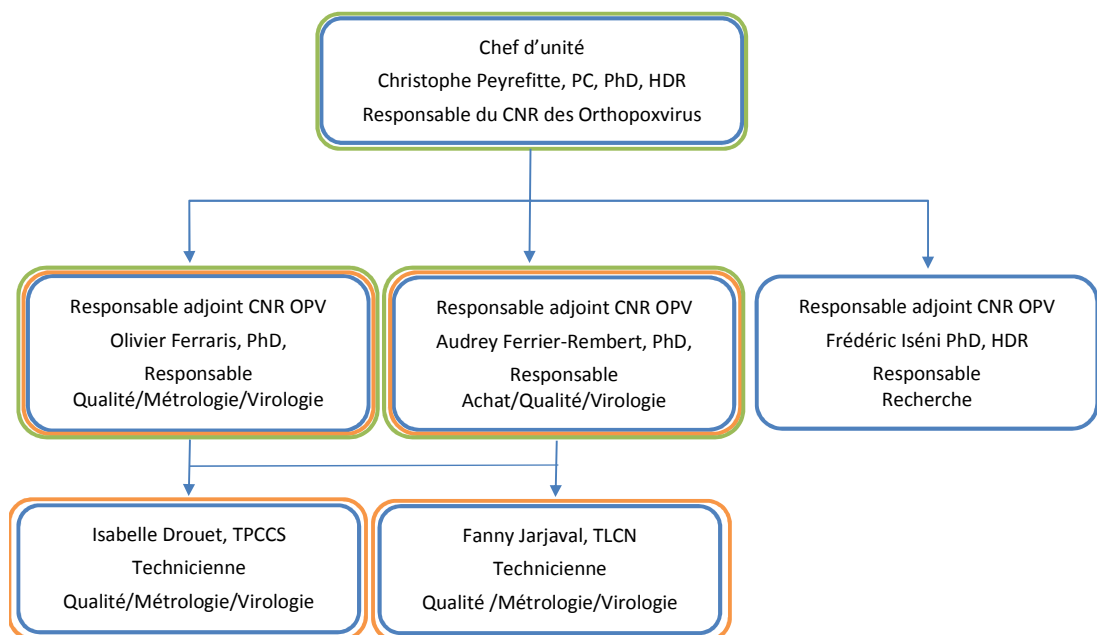 Chef d'unité
Christophe Peyrefitte, PC, PhD, HDR
Responsable du CNR des Orthopoxvirus
Responsable adjoint CNR OPV
Olivier Ferraris, PhD,
Responsable
Qualité/Métrologie/Virologie
Responsable adjoint CNR OPV
Audrey Ferrier-Rembert, PhD,
Responsable
Achat/Qualité/Virologie
Responsable adjoint CNR OPV
Frédéric Iséni PhD, HDR
Responsable
Recherche
Isabelle Drouet, TPCCS
Technicienne
Qualité/Métrologie/Virologie
Fanny Jarjaval, TLCN
Technicienne
Qualité /Métrologie/Virologie